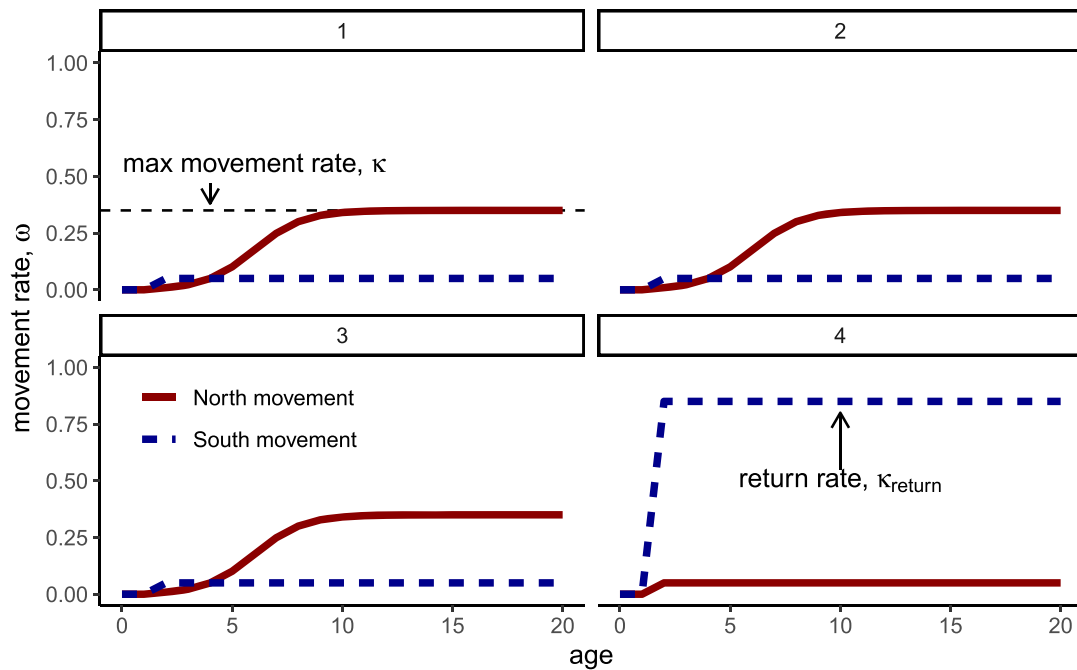 1
2
1.00
0.75
0.50
0.25
0.00
max movement rate, κ
3
4
1.00
0.75
0.50
0.25
0.00
North movement
South movement
return rate, κreturn
0 5 10 15 20
0 5 10 15 20
age
movement rate, ω